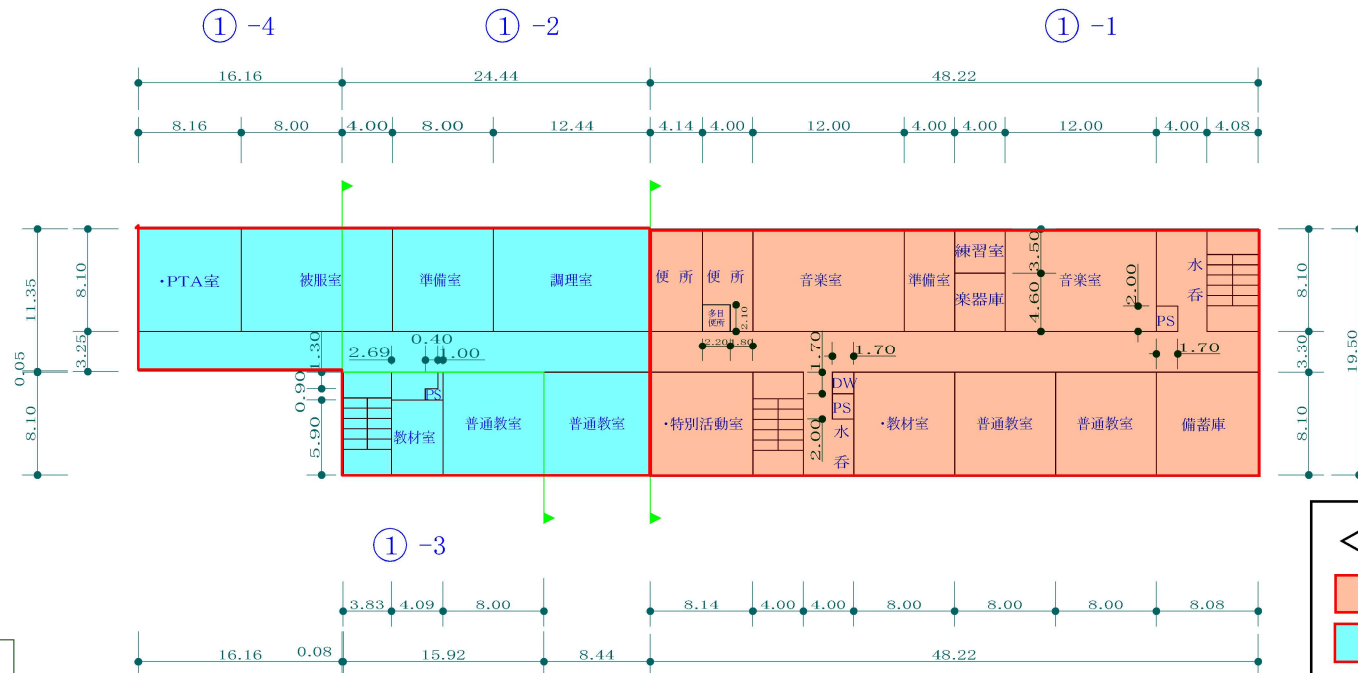 ① -4 ① -2 ① -1
16.16 24.44 48.22
8.16 8.00 4.00 8.00 12.44 4.14 4.00 12.00 4.00 4.00 12.00 4.00 4.08
・PTA室 被服室 準備室 調理室 便所 便所 音楽室 準備室 練習室 音楽室 水呑
楽器庫
多目便所
PS
3.50
4.60
2.00
2.10
2.20 1.80
1.70
1.70
1.70
11.35
8.10
3.25
0.05
8.10
1.30
0.90
5.90
2.69
0.40
1.00
8.10
3.30
8.10
19.50
PS
教材室 普通教室 普通教室 ・特別活動室
DW
PS
水呑
2.00
・教材室 普通教室 普通教室 備蓄庫
① -3
<
3.83 4.09 8.00 8.14 4.00 4.00 8.00 8.00 8.00 8.08
16.16 0.08 15.92 8.44 48.22